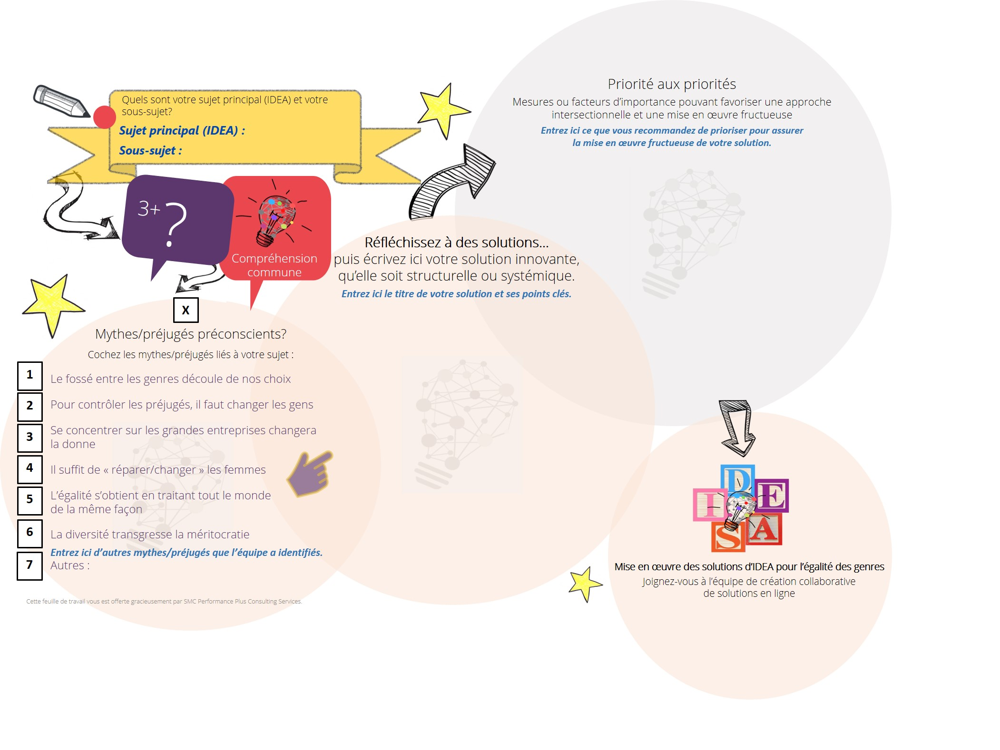 Quels sont votre sujet principal (IDEA) et votre
sous-sujet?
Sujet principal (IDEA) :
Sous-sujet :
3+?
Compréhension
commune
X
Mythes/préjugés préconscients?
Cochez les mythes/préjugés liés à votre sujet :
1 Le fossé entre les genres découle de nos choix
2 Pour contrôler les préjugés, il faut changer les gens
3 Se concentrer sur les grandes entreprises changera
la donne
4 Il suffit de « réparer/changer » les femmes
5 L’égalité s’obtient en traitant tout le monde
de la même façon
6 La diversité transgresse la méritocratie
Entrez ici d’autres mythes/préjugés que l’équipe a identifiés.
7 Autres :
Cette feuille de travail vous est offerte gracieusement par SMC Performance Plus Consulting Services.
Réfléchissez à des solutions...
puis écrivez ici votre solution innovante,
qu’elle soit structurelle ou systémique.
Entrez ici le titre de votre solution et ses points clés.
Priorité aux priorités
Mesures ou facteurs d’importance pouvant favoriser une approche
intersectionnelle et une mise en œuvre fructueuse
Entrez ici ce que vous recommandez de prioriser pour assurer
la mise en œuvre fructueuse de votre solution.
I D E A S
Mise en œuvre des solutions d’IDEA pour l’égalité des genres
Joignez-vous à l’équipe de création collaborative
de solutions en ligne